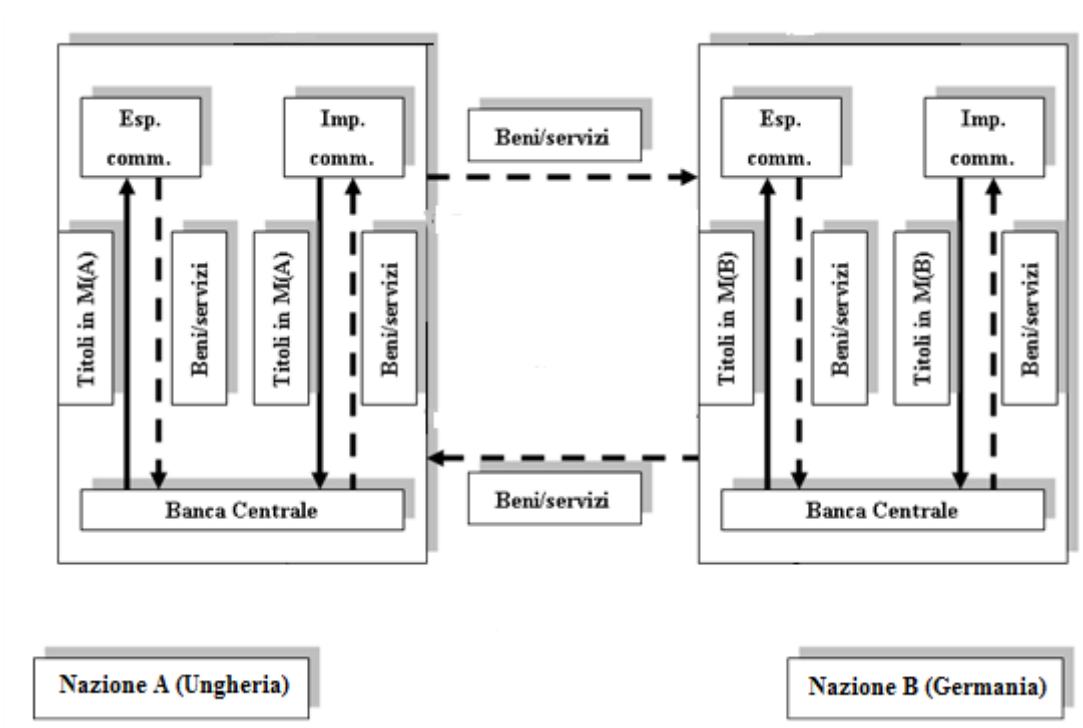 Esp.
comm.
Imp.
comm.
Beni/servizi
Esp.
comm.
Imp.
comm.
Titoli in M(A)
Beni/servizi
Titoli in M(A)
Beni/servizi
Titoli in M(B)
Beni/servizi
Titoli in M(B)
Beni/servizi
Beni/servizi
Banca Centrale
Banca Centrale
Nazione A (Ungheria)
Nazione B (Germania)